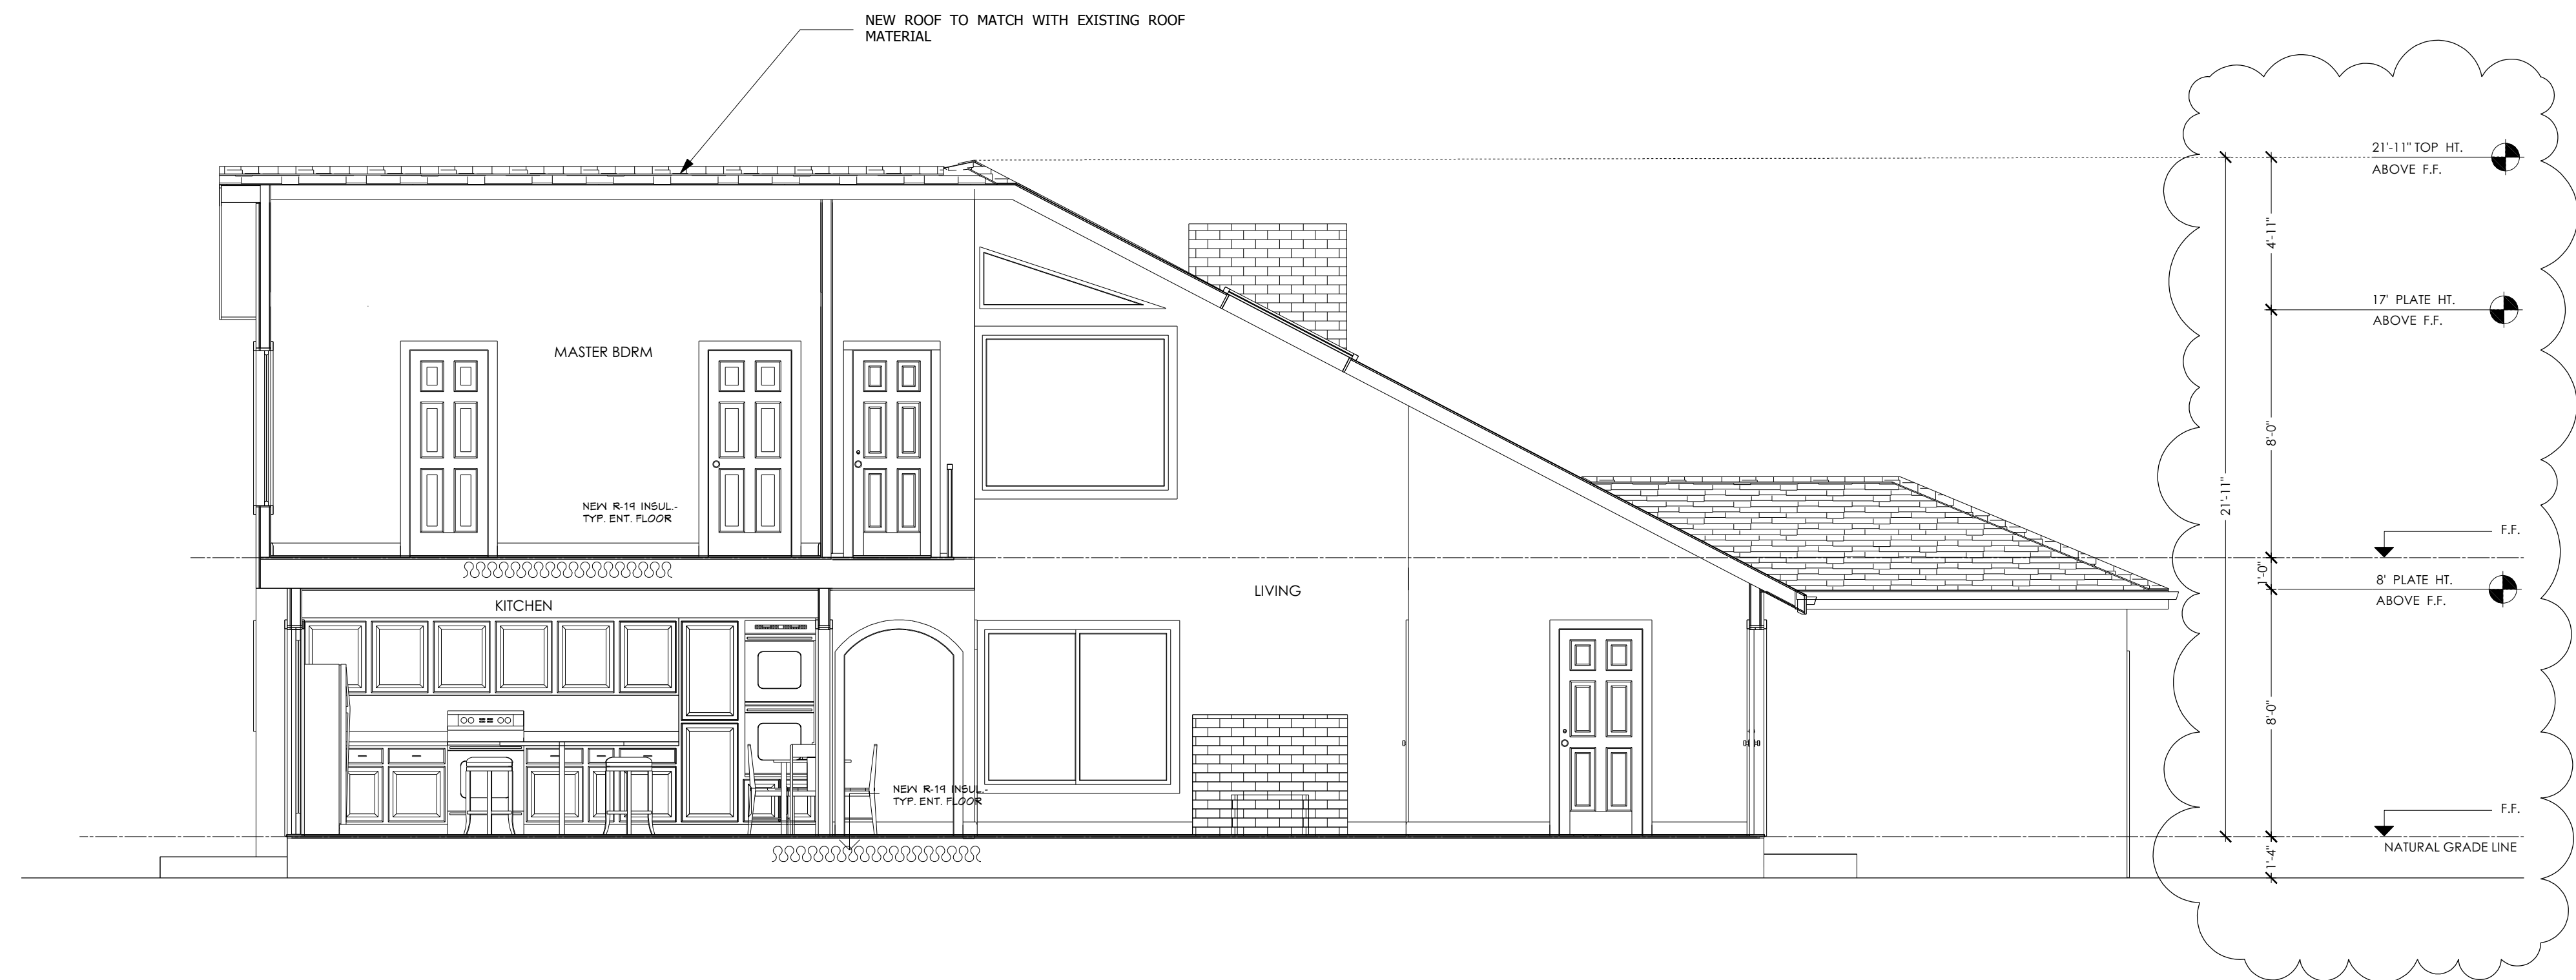 NEW ROOF TO MATCH WITH EXISTING ROOF
MATERIAL
21'-11" TOP HT.
ABOVE F.F.
4'-11"
17' PLATE HT.
ABOVE F.F.
MASTER BDRM
8'-0"
21'-11"
NEW R-19 INSUL.-
TYP. ENT. FLOOR
F.F.
1'-0"
8' PLATE HT.
ABOVE F.F.
LIVING
KITCHEN
8'-0"
NEW R-19 INSUL.-
TYP. ENT. FLOOR
F.F.
NATURAL GRADE LINE
1'-4"